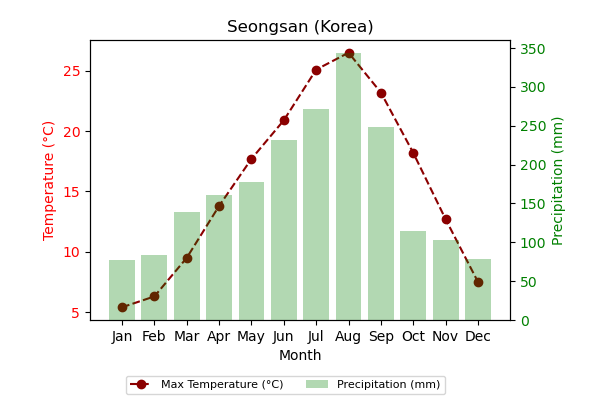 Seongsan (Korea)
Temperature (°C)
25
20
15
10
5
350
300
250
200
150
100
50
0
Precipitation (mm)
Jan Feb Mar Apr May Jun Jul Aug Sep Oct Nov Dec
Month
Max Temperature (°C) Precipitation (mm)